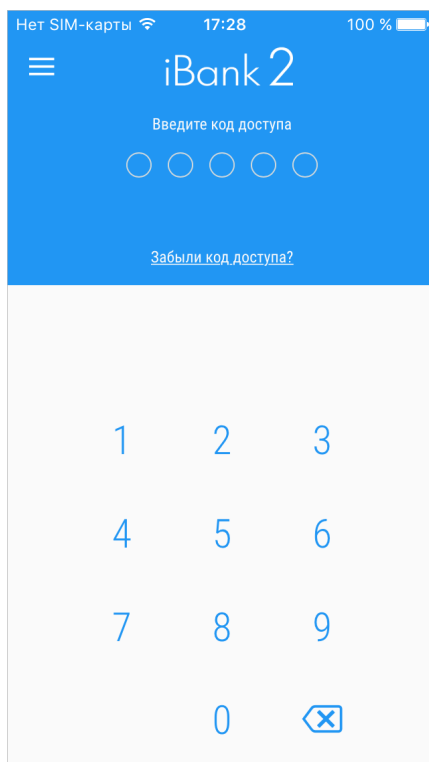 Нет SIM-карты 17:28 100 %
iBank 2
Введите код доступа
Забыли код доступа?
1 2 3
4 5 6
7 8 9
0